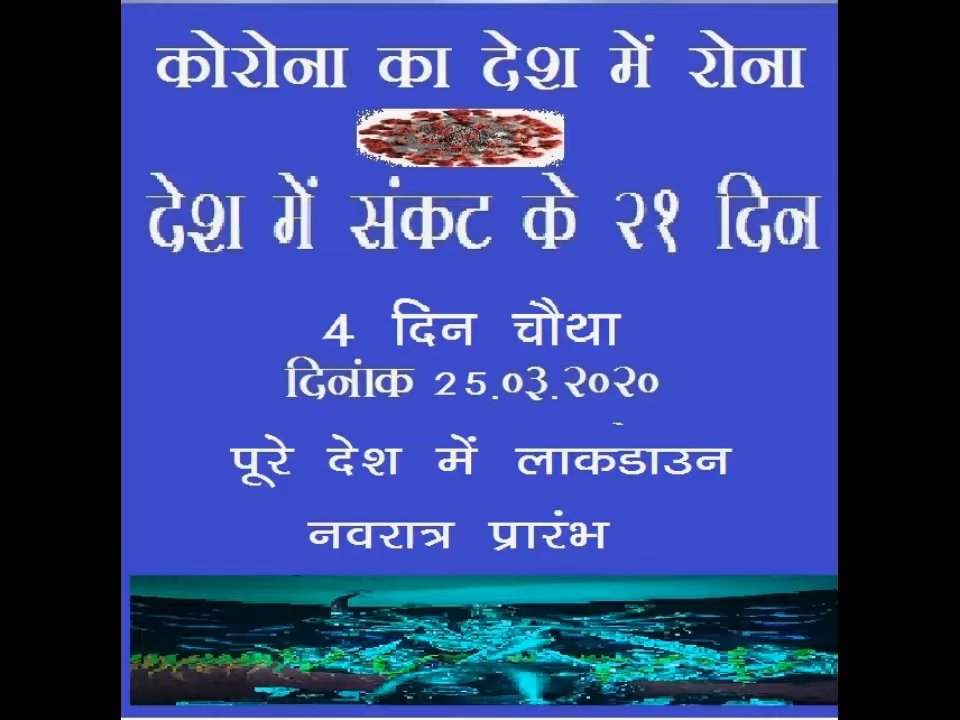 कोरोना का देश में रोना
देश में संकट के २१ दिन
4 दिन चौथा
दिनांक 25.०३.२०२०
पूरे देश में लाकडाउन
नवरात्र प्रारंभ